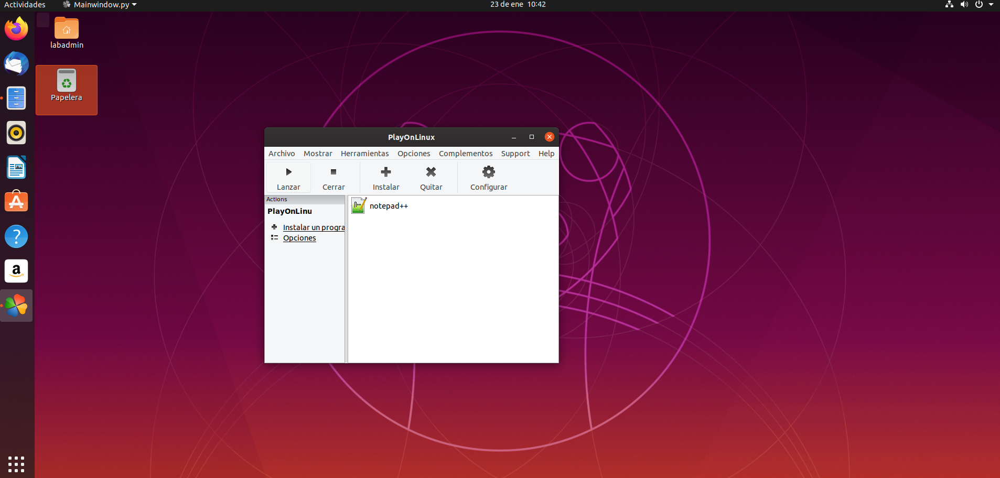 Actividades
Mainwindow.py
23 de ene 10:42
labadmin
Papelera
PlayOnLinux
Archivo Mostrar Herramientas Opciones Complementos Support Help
Lanzar Cerrar Instalar Quitar Configurar
Actions
PlayOnLinu
Instalar un progra
Opciones
notepad++